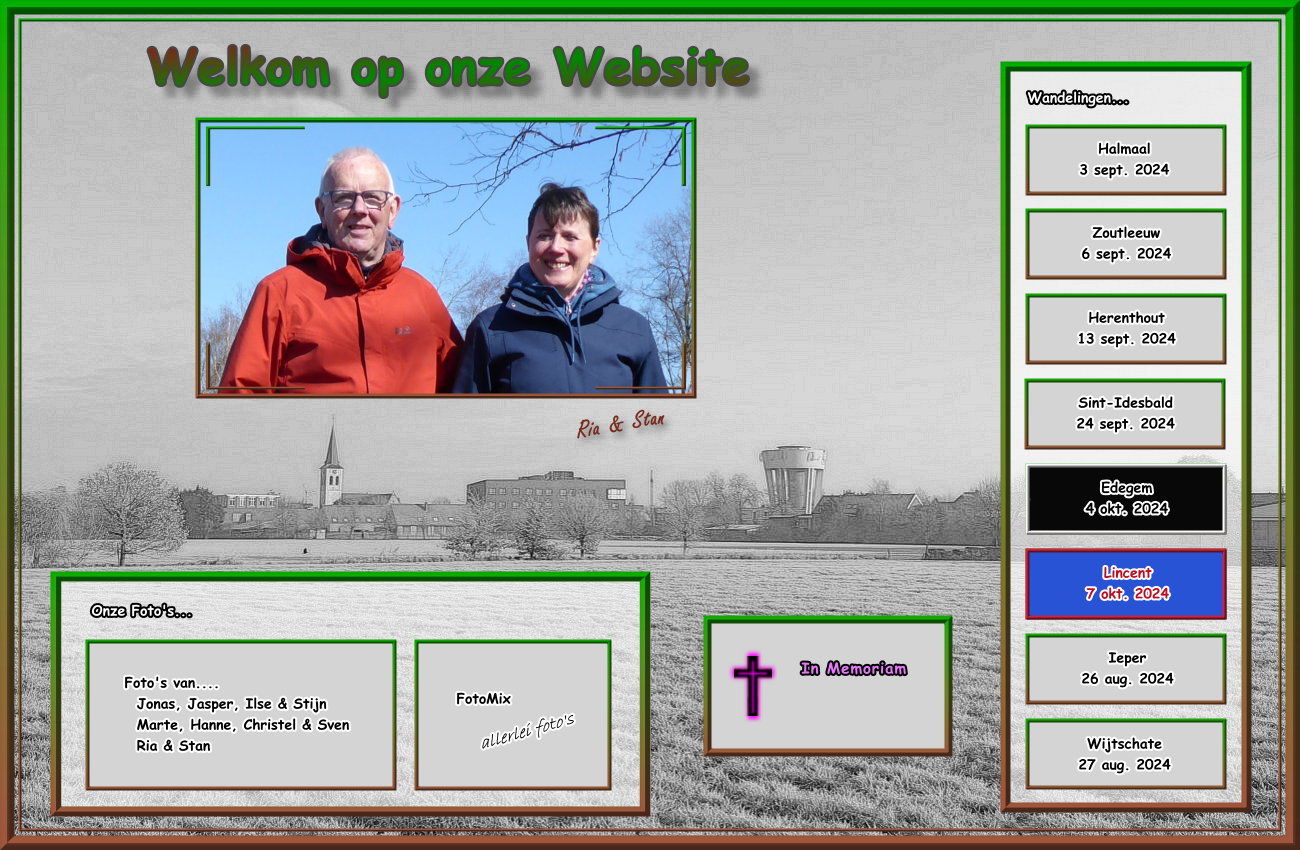 Welkom op onze Website
Ria & Stan
Onze Foto's...
Foto's van....
Jonas, Jasper, Ilse & Stijn
Marte, Hanne, Christel & Sven
Ria & Stan
FotoMix
allerlei foto's
In Memoriam
Wandelingen...
Halmaal
3 sept. 2024
Zoutleeuw
6 sept. 2024
Herenthout
13 sept. 2024
Sint-Idesbald
24 sept. 2024
Edegem
4 okt. 2024
Lincent
7 okt. 2024
Ieper
26 aug. 2024
Wijtschate
27 aug. 2024